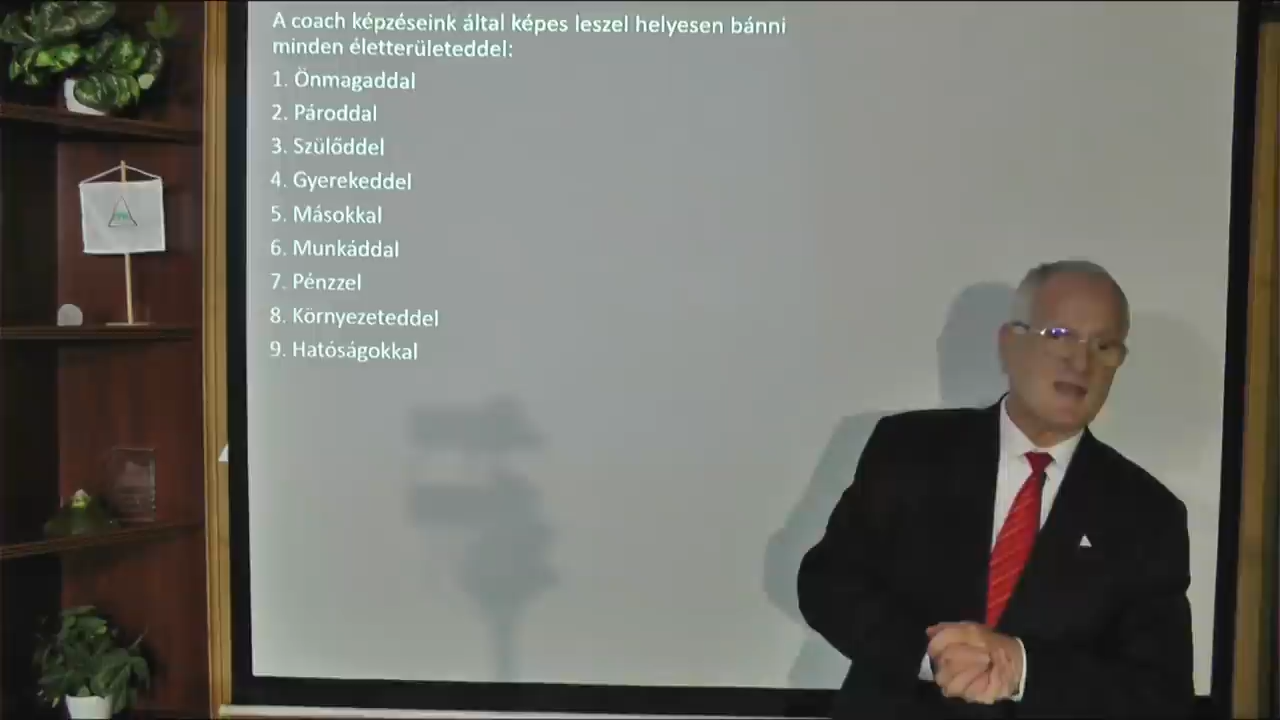 A coach képzéseink által képes leszel helyesen bánni
minden életterületeddel:
1. Önmagaddal
2. Pároddal
3. Szülőddel
4. Gyerekeddel
5. Másokkal
6. Munkáddal
7. Pénzzel
8. Környezeteddel
9. Hatóságokkal